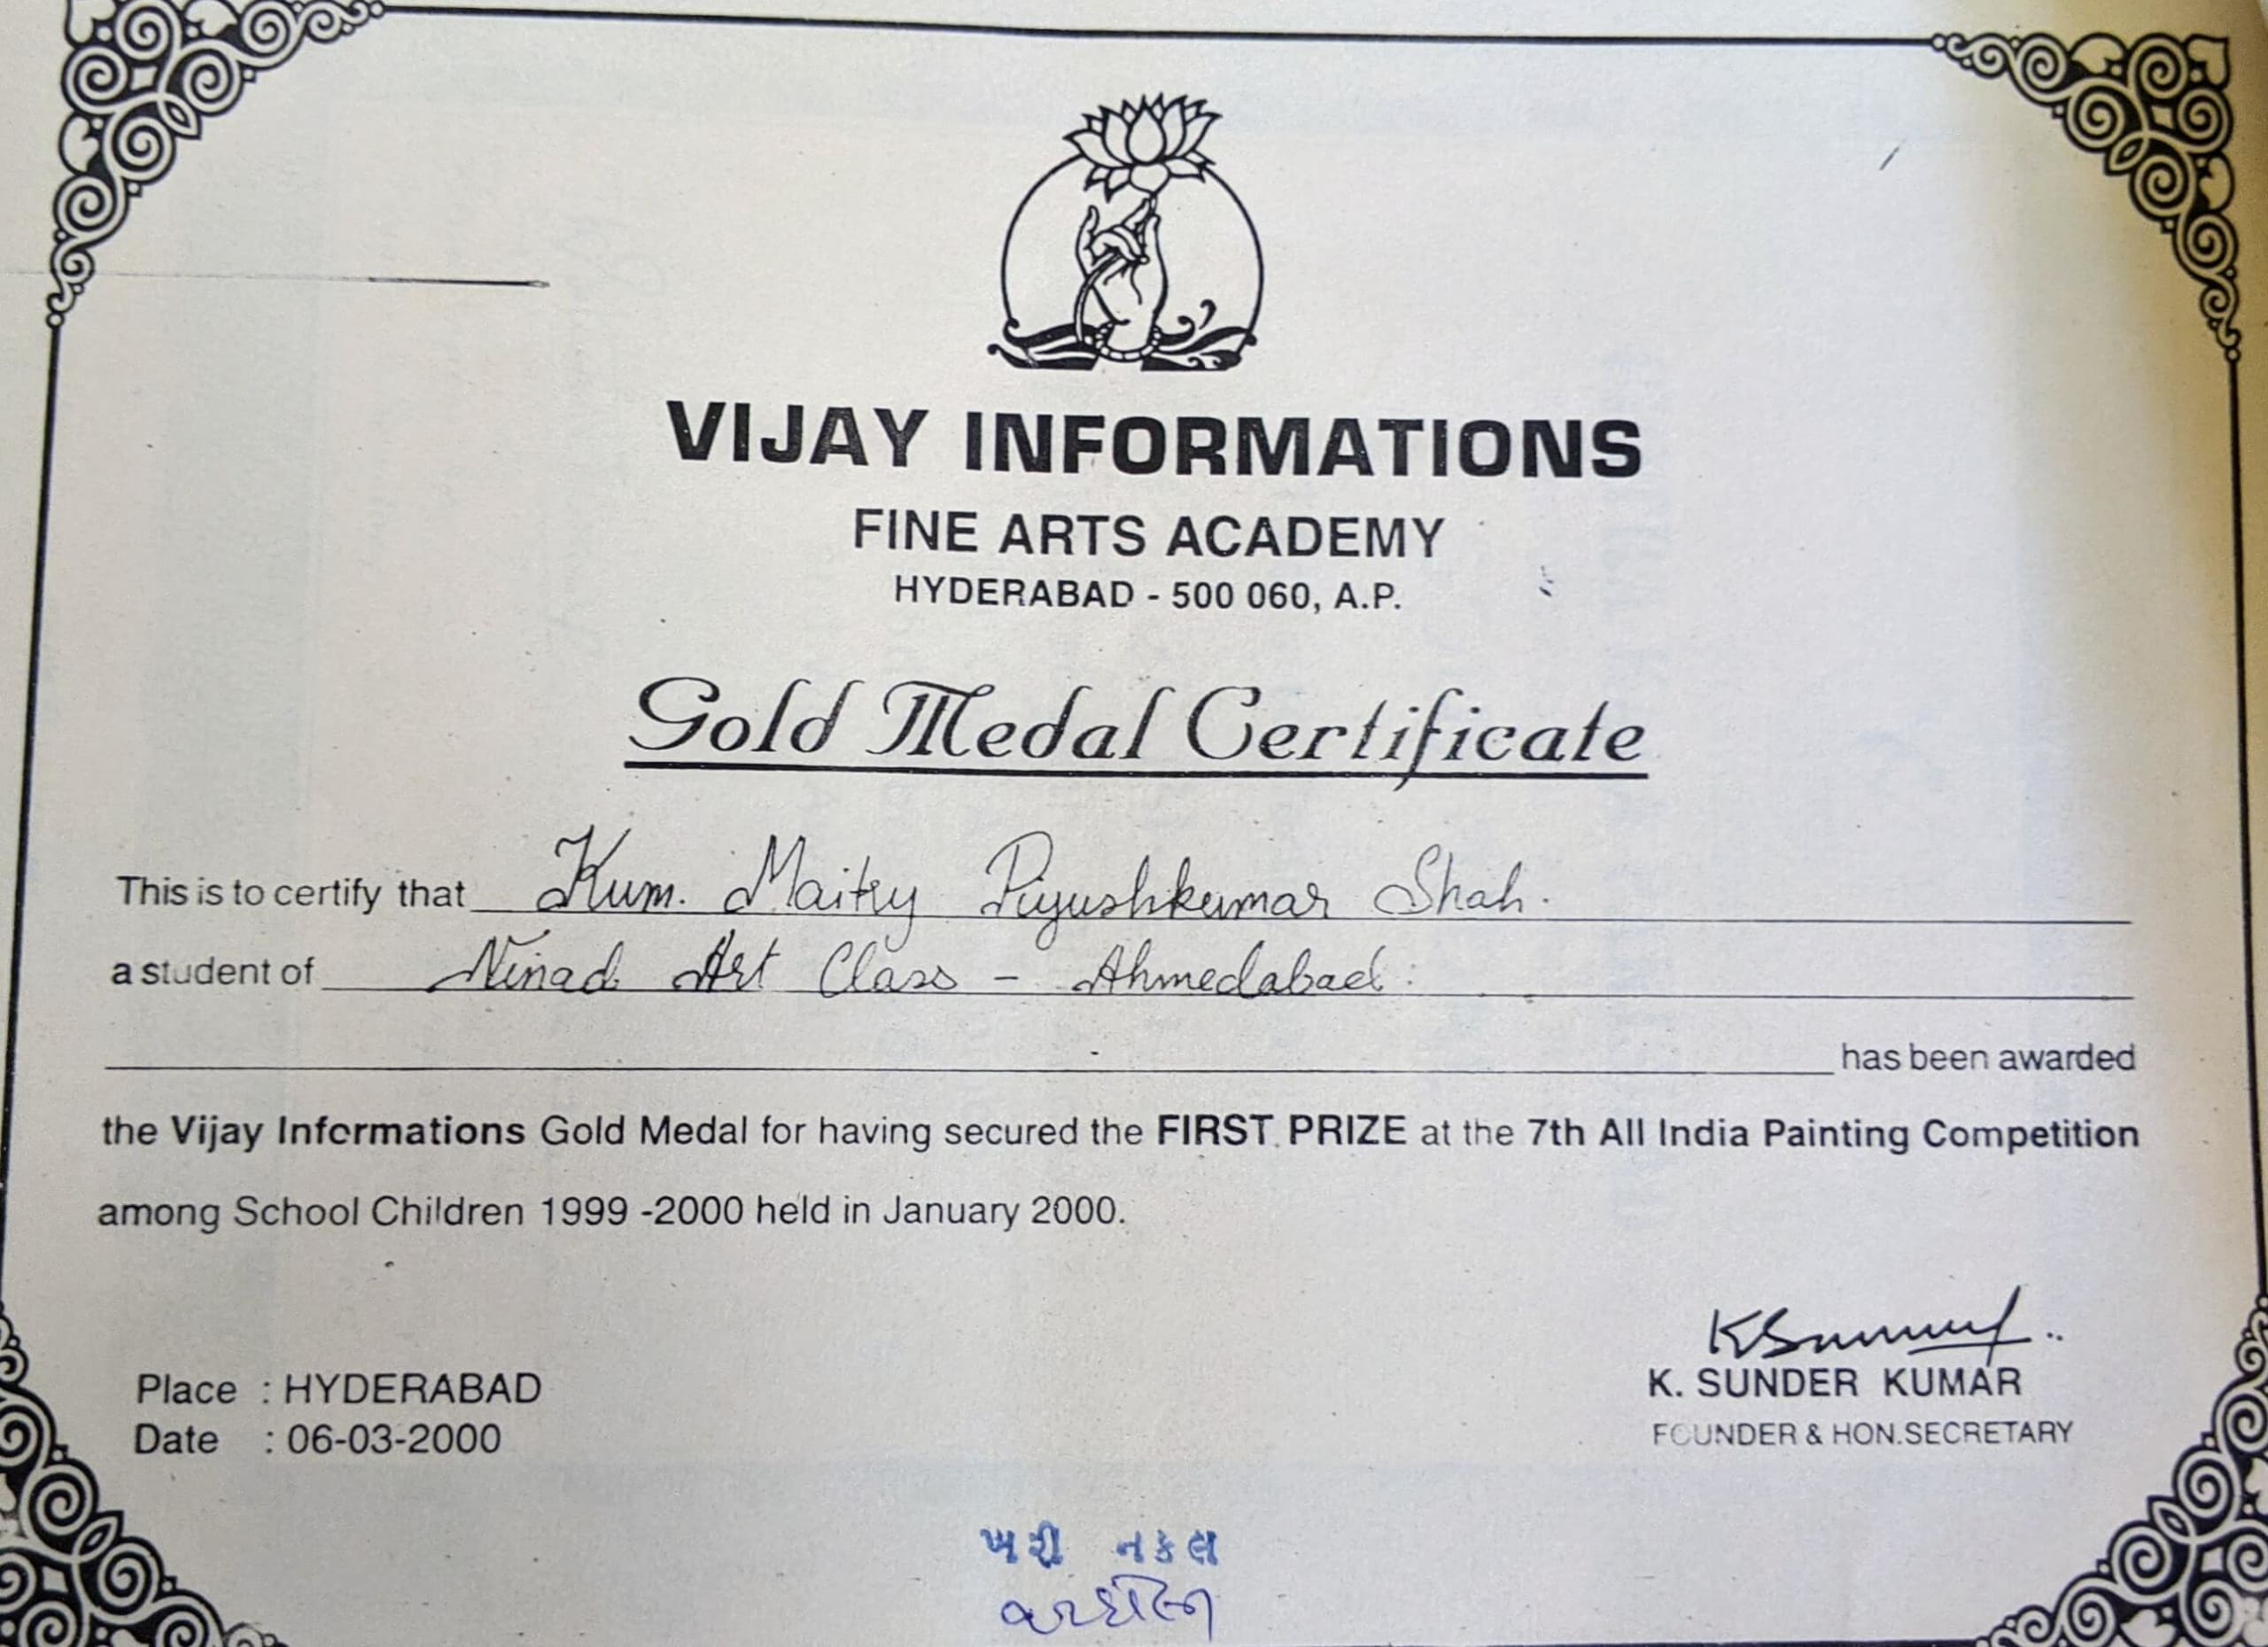 VIJAY INFORMATIONS
FINE ARTS ACADEMY
HYDERABAD - 500 060, A.P.
Gold Medal Certificate
This is to certify that Kum. Maitry Piyushkumar Shah.
a student of Ninad Art Class - Ahmedabad.
has been awarded
the Vijay Informations Gold Medal for having secured the FIRST PRIZE at the 7th All India Painting Competition
among School Children 1999 -2000 held in January 2000.
K. SUNDER KUMAR
FOUNDER & HON.SECRETARY
Place : HYDERABAD
Date : 06-03-2000
ખરી નકલ